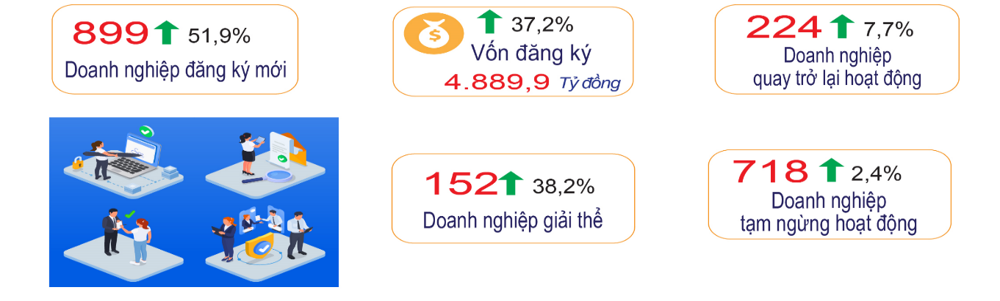 899 51,9%
Doanh nghiệp đăng ký mới
37,2%
Vốn đăng ký
4.889,9 Tỷ đồng
224 7,7%
Doanh nghiệp
quay trở lại hoạt động
152 38,2%
Doanh nghiệp giải thể
718 2,4%
Doanh nghiệp
tạm ngừng hoạt động